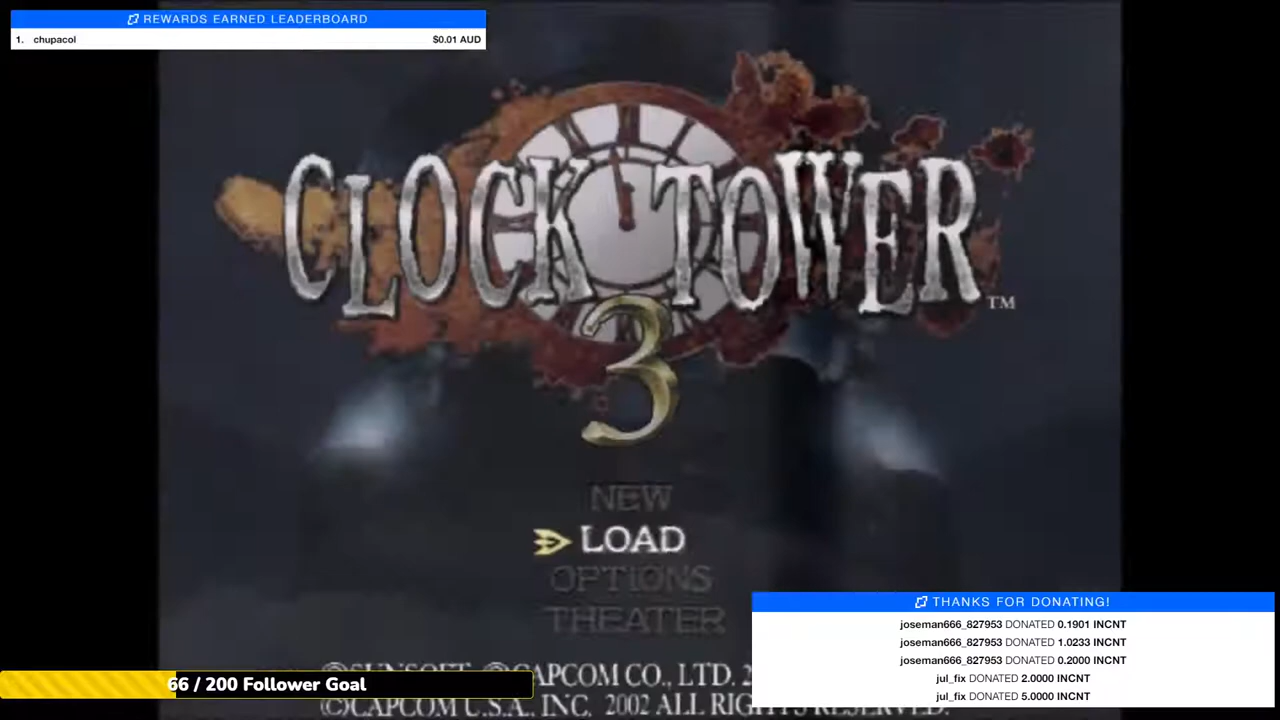 REWARDS EARNED LEADERBOARD
1. chupacol $0.01 AUD
CLOCK TOWER
3
TM
NEW
LOAD
OPTIONS
THEATER
THANKS FOR DONATING!
joseman666_827953 DONATED 0.1901 INCNT
joseman666_827953 DONATED 1.0233 INCNT
joseman666_827953 DONATED 0.2000 INCNT
jul_fix DONATED 2.0000 INCNT
jul_fix DONATED 5.0000 INCNT
©SUNSOFT ©CAPCOM CO., LTD. 2
66 / 200 Follower Goal
©CAPCOM U.S.A., INC. 2002 ALL RIGHTS RESERVED.